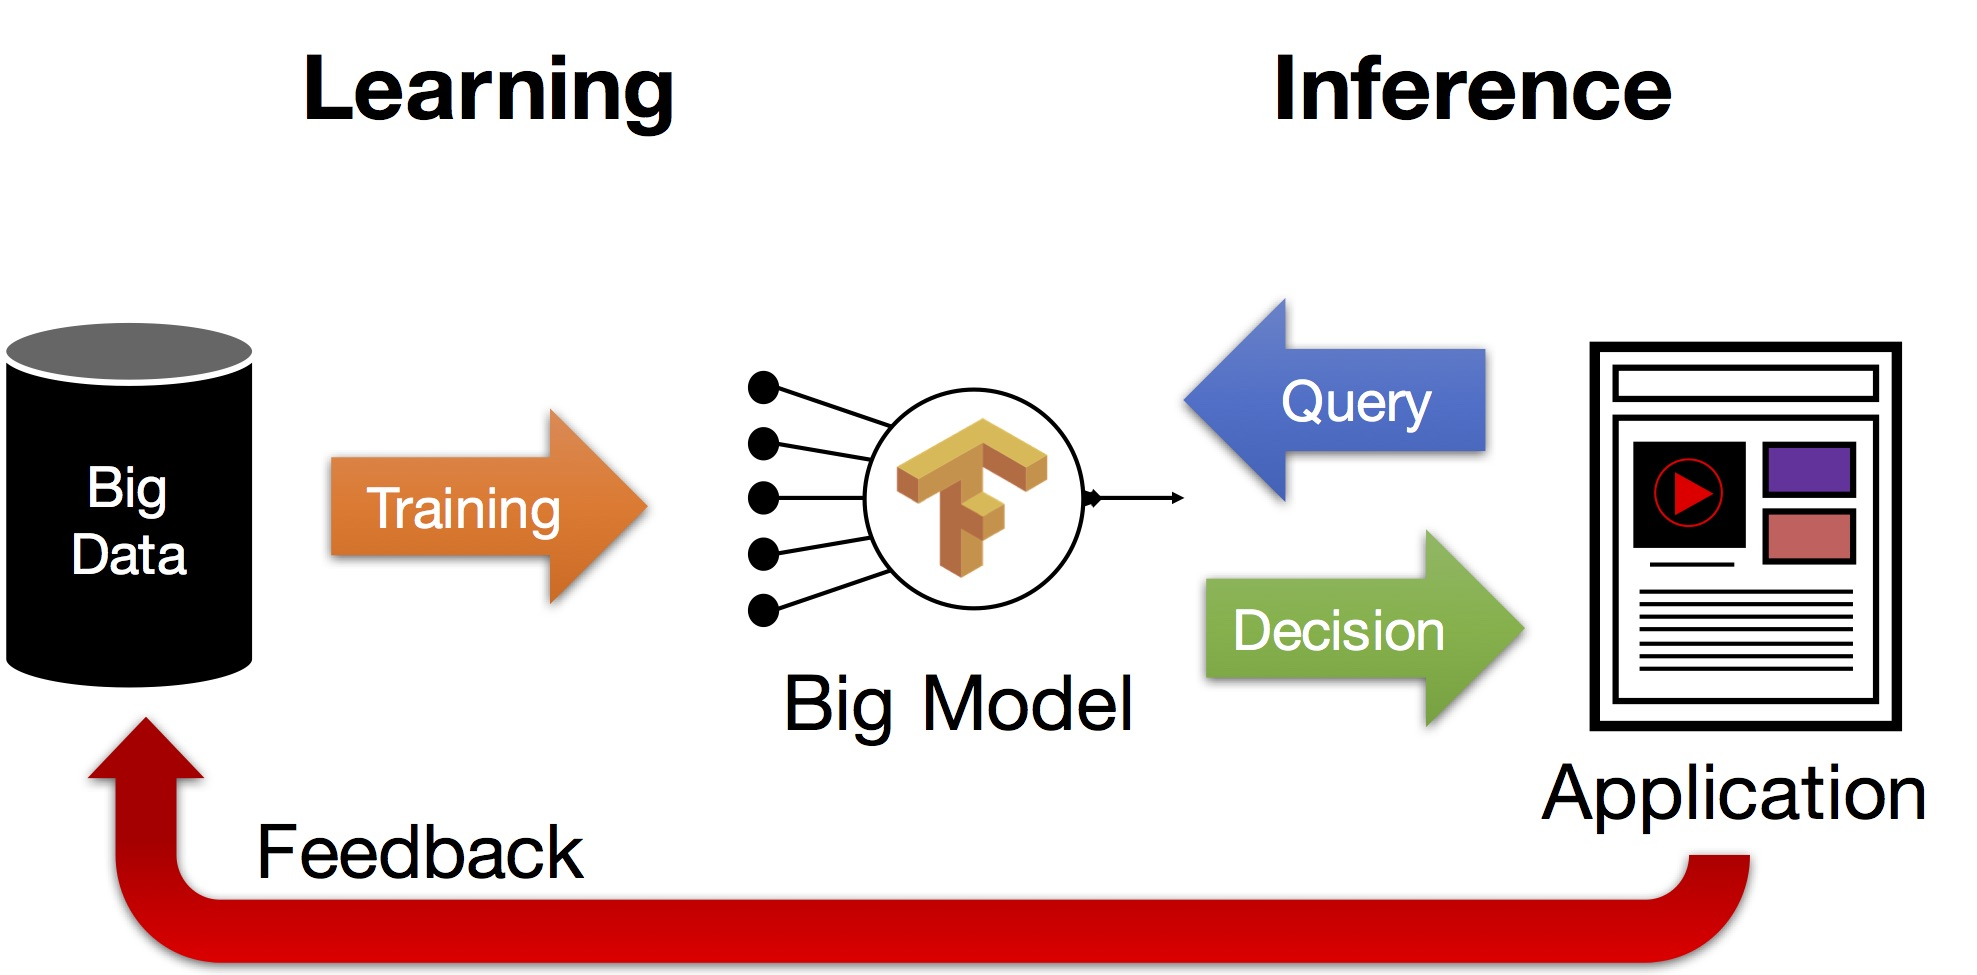 Learning
Inference
Big
Data
Training
Query
Decision
Big Model
Application
Feedback